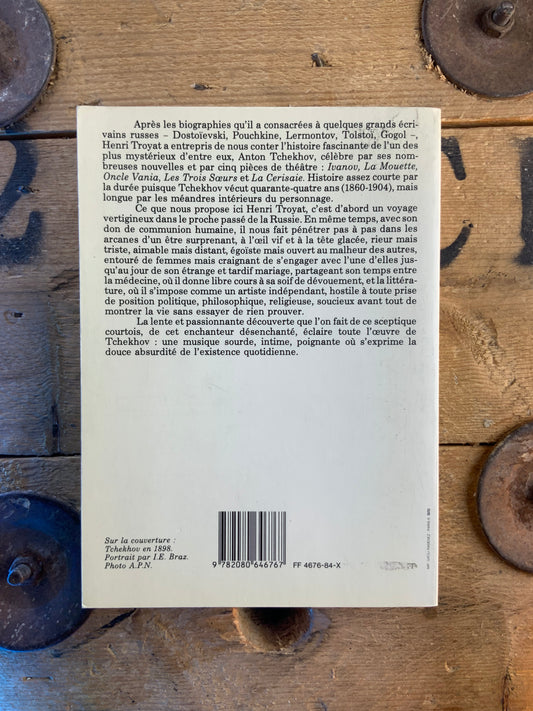 Après les biographies qu'il a consacrées à quelques grands écri-
vains russes – Dostoïevski, Pouchkine, Lermontov, Tolstoï, Gogol –,
Henri Troyat a entrepris de nous conter l'histoire fascinante de l'un des
plus mystérieux d'entre eux, Anton Tchekhov, célèbre par ses nom-
breuses nouvelles et par cinq pièces de théâtre : Ivanov, La Mouette,
Oncle Vania, Les Trois Sœurs et La Cerisaie. Histoire assez courte par
la durée puisque Tchekhov vécut quarante-quatre ans (1860-1904), mais
longue par les méandres intérieurs du personnage.
Ce que nous propose ici Henri Troyat, c'est d'abord un voyage
vertigineux dans le proche passé de la Russie. En même temps, avec son
don de communion humaine, il nous fait pénétrer pas à pas dans les
arcanes d'un être surprenant, à l'œil vif et à la tête glacée, rieur mais
triste, aimable mais distant, égoïste mais ouvert au malheur des autres,
entouré de femmes mais craignant de s'engager avec l'une d'elles jus-
qu'au jour de son étrange et tardif mariage, partageant son temps entre
la médecine, où il donne libre cours à sa soif de dévouement, et la littéra-
ture, où il s'impose comme un artiste indépendant, hostile à toute prise
de position politique, philosophique, religieuse, soucieux avant tout de
montrer la vie sans essayer de rien prouver.
La lente et passionnante découverte que l'on fait de ce sceptique
courtois, de cet enchanteur désenchanté, éclaire toute l'œuvre de
Tchekhov : une musique sourde, intime, poignante où s'exprime la
douce absurdité de l'existence quotidienne.
Sur la couverture :
Tchekhov en 1898.
Portrait par I.E. Braz.
Photo A.P.N.
9 782080 646767
FF 4676-84-X